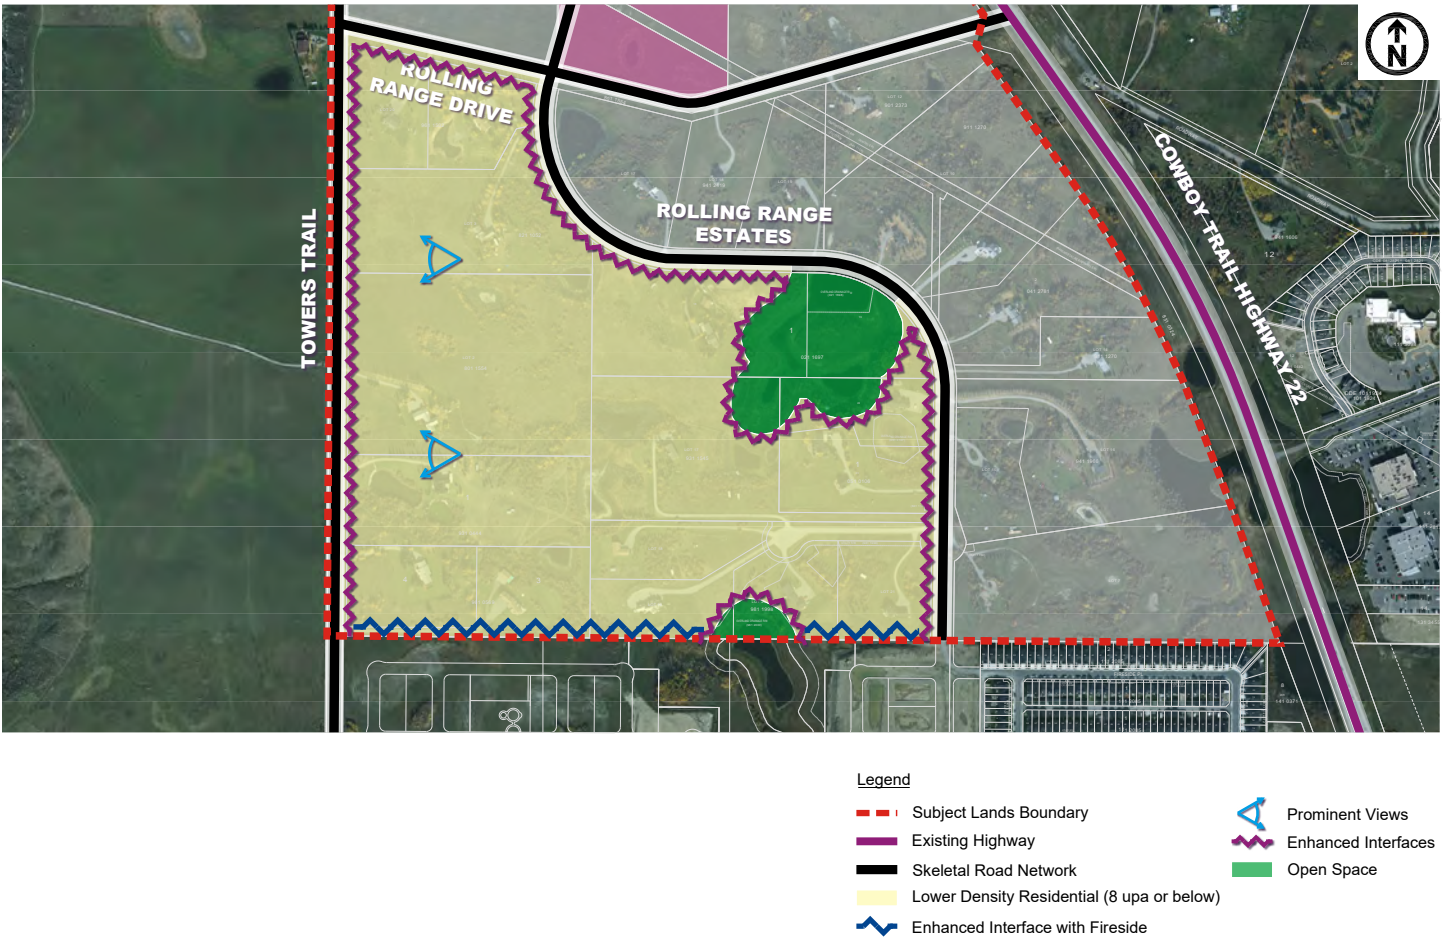 N
ROLLING
RANGE DRIVE
TOWERS TRAIL
ROLLING RANGE
ESTATES
COWBOY TRAIL HIGHWAY 22
12
1
Legend
Subject Lands Boundary
Existing Highway
Skeletal Road Network
Lower Density Residential (8 upa or below)
Enhanced Interface with Fireside
Prominent Views
Enhanced Interfaces
Open Space